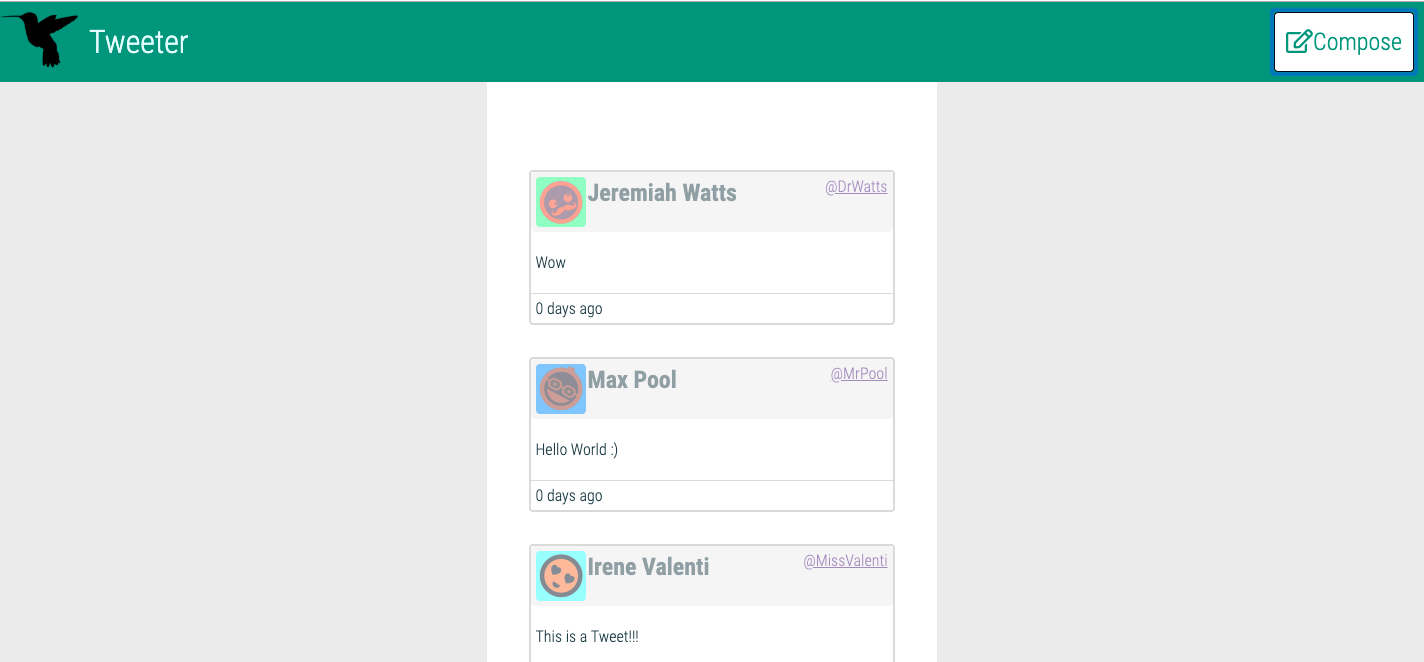 Tweeter
Compose
Jeremiah Watts @DrWatts
Wow
0 days ago
Max Pool @MrPool
Hello World :)
0 days ago
Irene Valenti @MissValenti
This is a Tweet!!!